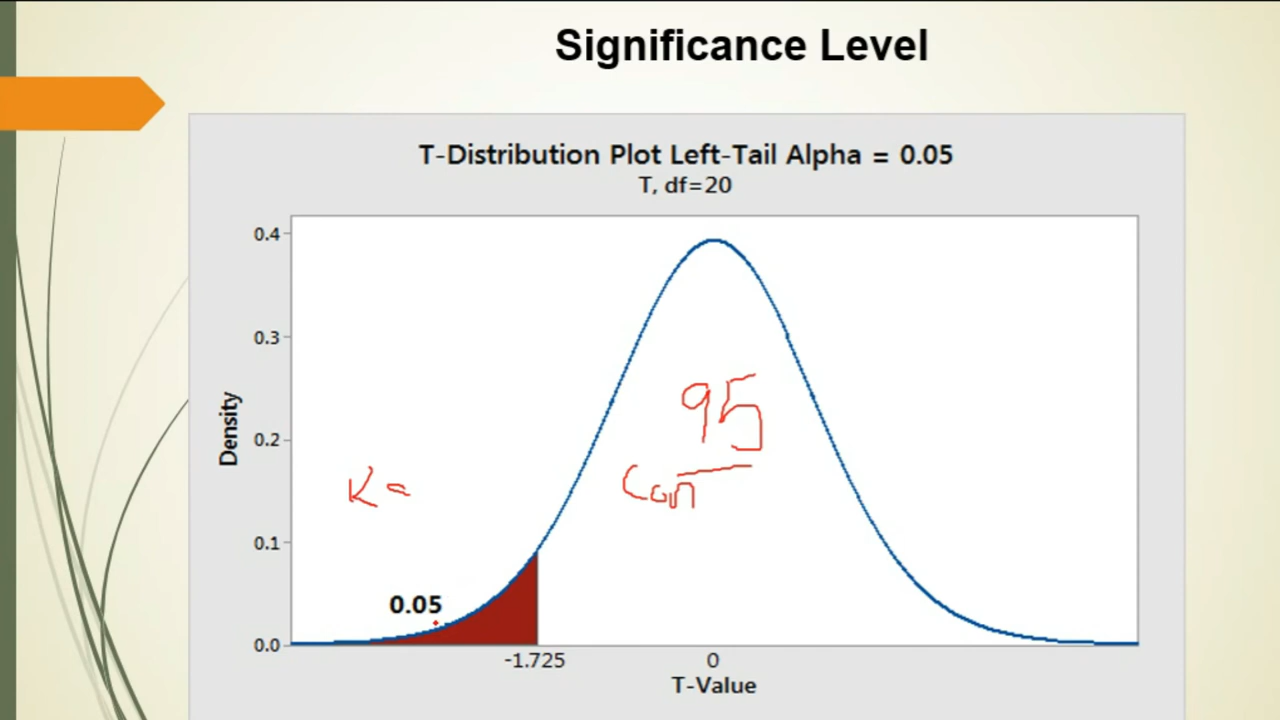 Significance Level
T-Distribution Plot Left-Tail Alpha = 0.05
T, df=20
0.4
0.3
0.2
0.1
0.0
Density
95
Con
K =
0.05
-1.725
0
T-Value